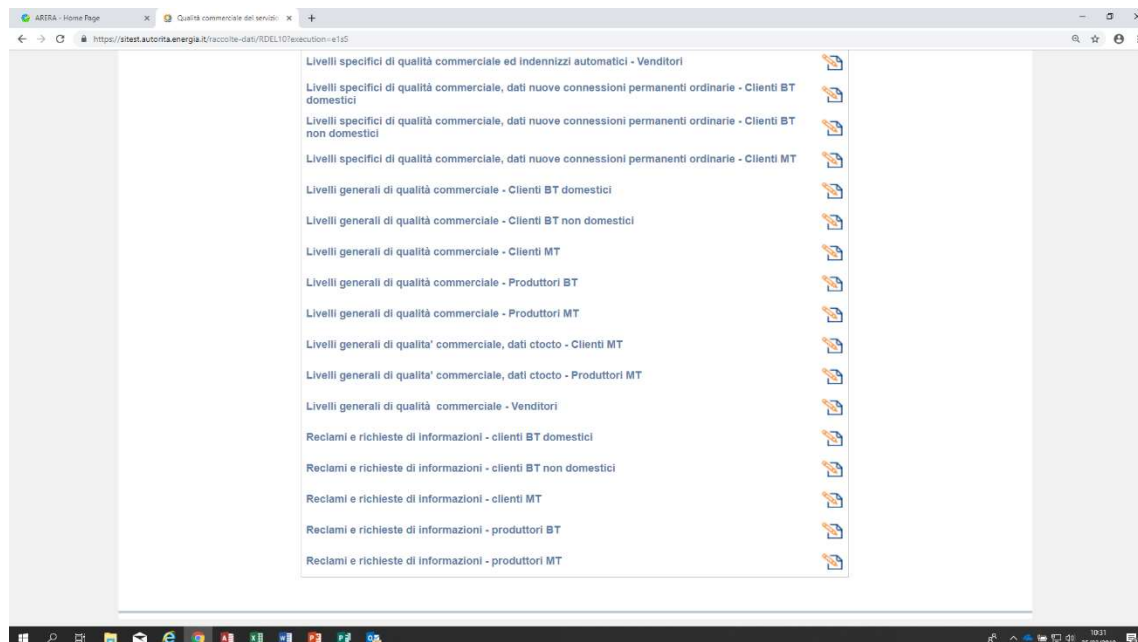 ARERA - Home Page
Qualità commerciale del servizi
https://sitest.autorita.energia.it/raccolte-dati/RDEL10?execution=e1s5
Livelli specifici di qualità commerciale ed indennizzi automatici - Venditori
Livelli specifici di qualità commerciale, dati nuove connessioni permanenti ordinarie - Clienti BT
domestici
Livelli specifici di qualità commerciale, dati nuove connessioni permanenti ordinarie - Clienti BT
non domestici
Livelli specifici di qualità commerciale, dati nuove connessioni permanenti ordinarie - Clienti MT
Livelli generali di qualità commerciale - Clienti BT domestici
Livelli generali di qualità commerciale - Clienti BT non domestici
Livelli generali di qualità commerciale - Clienti MT
Livelli generali di qualità commerciale - Produttori BT
Livelli generali di qualità commerciale - Produttori MT
Livelli generali di qualita' commerciale, dati ctocto - Clienti MT
Livelli generali di qualita' commerciale, dati ctocto - Produttori MT
Livelli generali di qualità commerciale - Venditori
Reclami e richieste di informazioni - clienti BT domestici
Reclami e richieste di informazioni - clienti BT non domestici
Reclami e richieste di informazioni - clienti MT
Reclami e richieste di informazioni - produttori BT
Reclami e richieste di informazioni - produttori MT
10:31